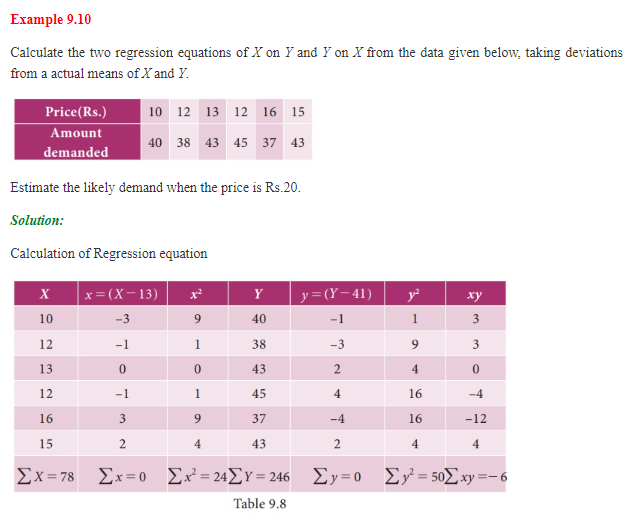 Example 9.10
Calculate the two regression equations of X on Y and Y on X from the data given below, taking deviations
from a actual means of X and Y.
Price(Rs.) 10 12 13 12 16 15
Amount
demanded 40 38 43 45 37 43
Estimate the likely demand when the price is Rs.20.
Solution:
Calculation of Regression equation
X x = (X − 13) x² Y y = (Y − 41) y² xy
10 −3 9 40 −1 1 3
12 −1 1 38 −3 9 3
13 0 0 43 2 4 0
12 −1 1 45 4 16 −4
16 3 9 37 −4 16 −12
15 2 4 43 2 4 4
∑X = 78 ∑x = 0 ∑x² = 24 ∑Y = 246 ∑y = 0 ∑y² = 50 ∑xy = − 6
Table 9.8